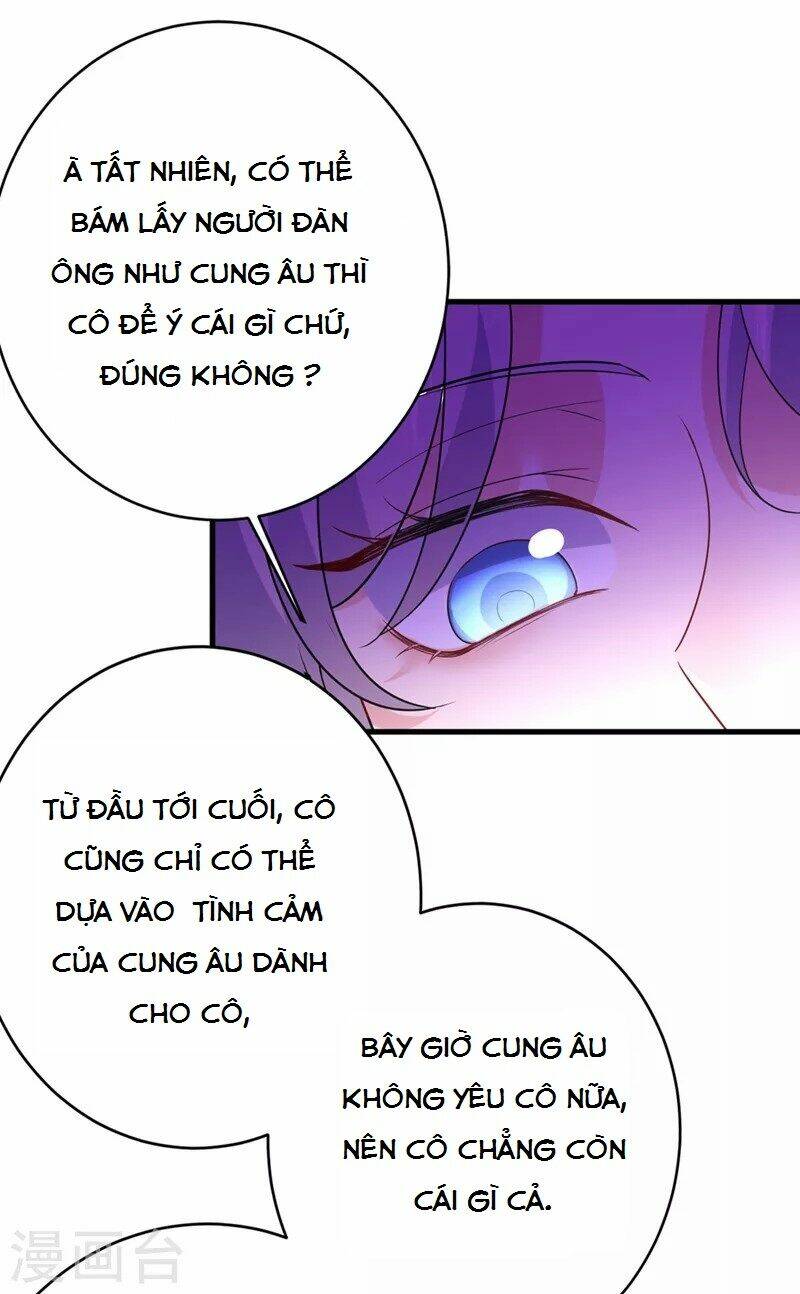 À TẤT NHIÊN, CÓ THỂ
BÁM LẤY NGƯỜI ĐÀN
ÔNG NHƯ CUNG ÂU THÌ
CÔ ĐỂ Ý CÁI GÌ CHỨ,
ĐÚNG KHÔNG ?
TỪ ĐẦU TỚI CUỐI, CÔ
CŨNG CHỈ CÓ THỂ
DỰA VÀO TÌNH CẢM
CỦA CUNG ÂU DÀNH
CHO CÔ,
BÂY GIỜ CUNG ÂU
KHÔNG YÊU CÔ NỮA,
NÊN CÔ CHẲNG CÒN
CÁI GÌ CẢ.
漫画台